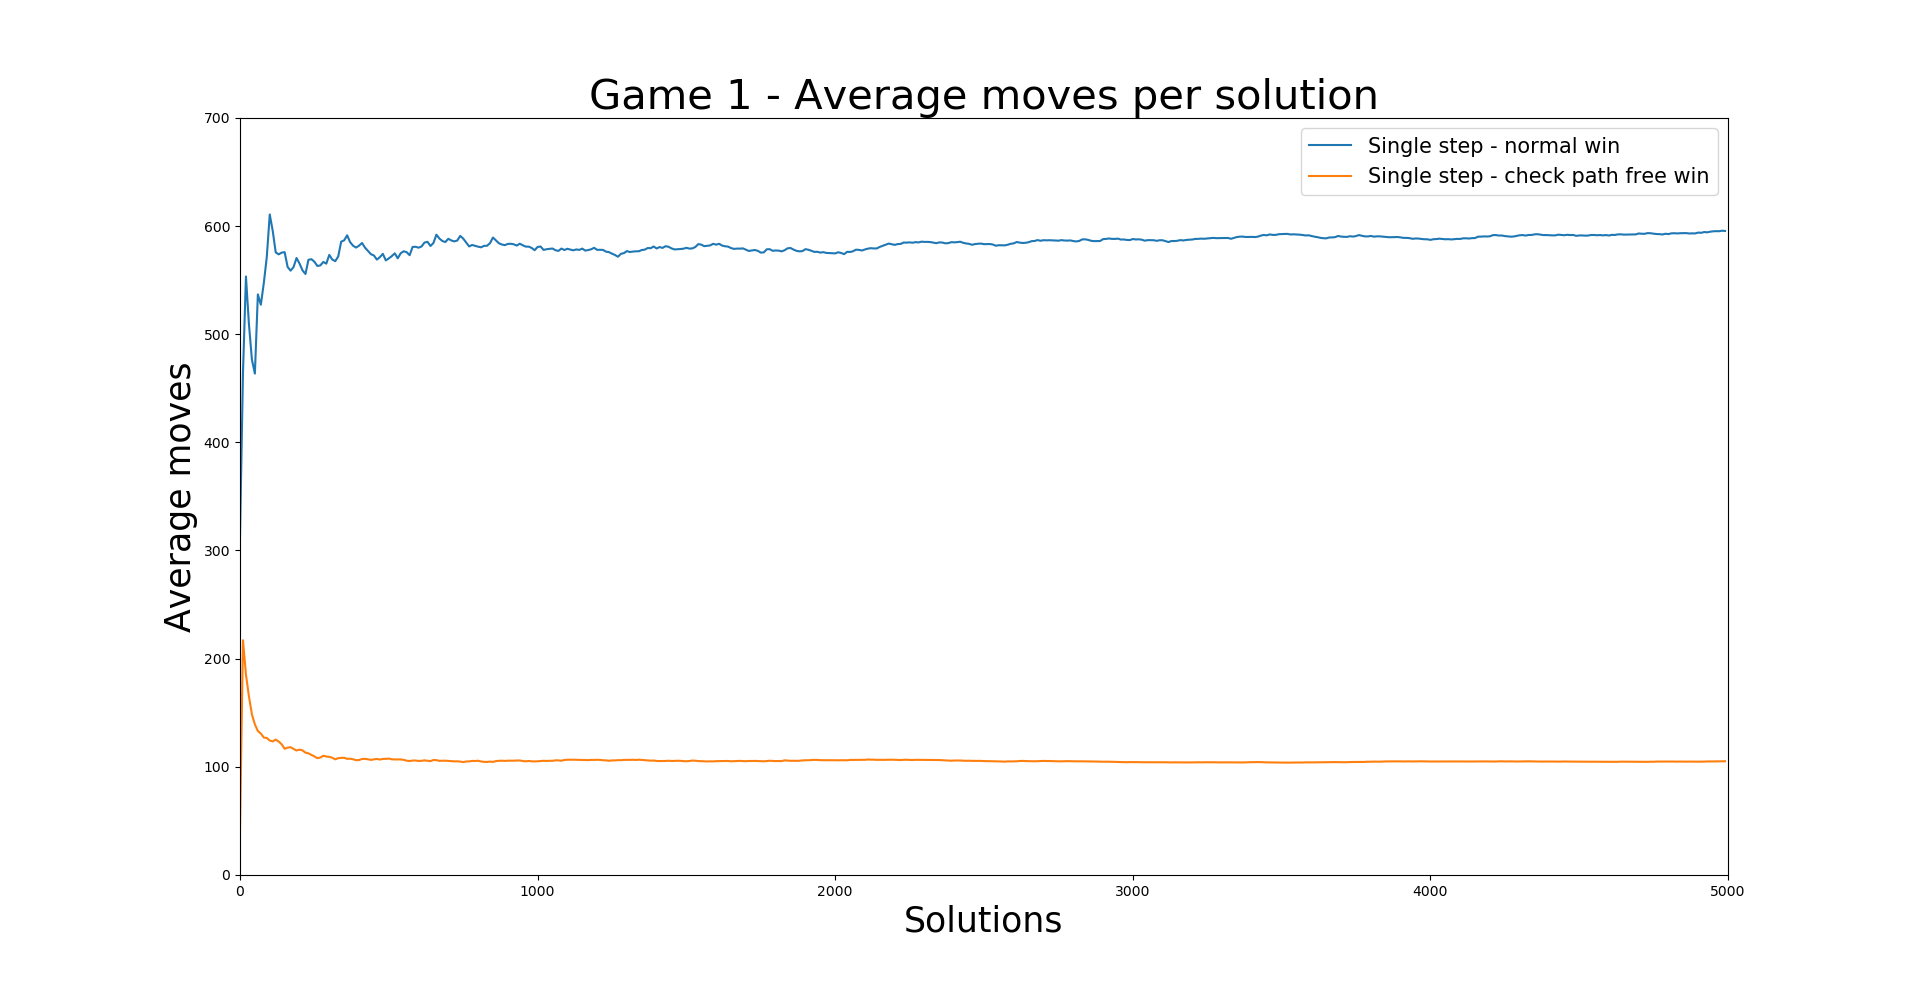 Game 1 - Average moves per solution
Single step - normal win
Single step - check path free win
Average moves
700
600
500
400
300
200
100
0
0 1000 2000 3000 4000 5000
Solutions